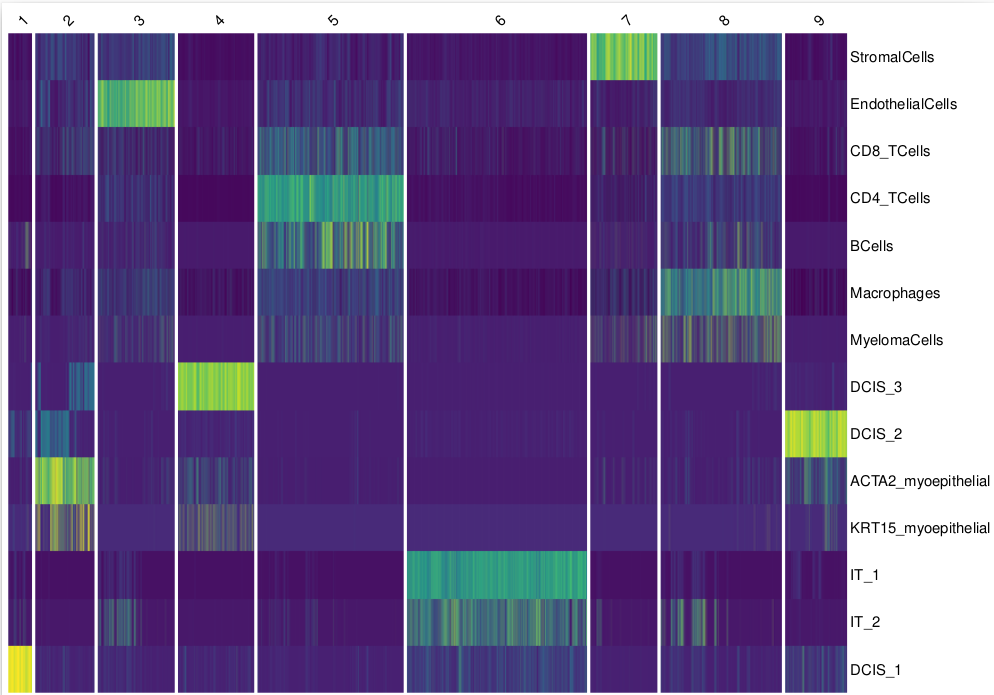 1 2 3 4 5 6 7 8 9
StromalCells
EndothelialCells
CD8_TCells
CD4_TCells
BCells
Macrophages
MyelomaCells
DCIS_3
DCIS_2
ACTA2_myoepithelial
KRT15_myoepithelial
IT_1
IT_2
DCIS_1